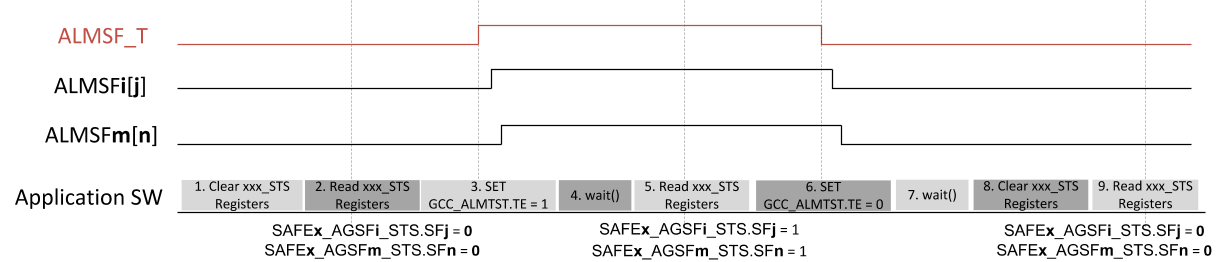 ALMSF_T
ALMSFi[j]
ALMSFm[n]
Application SW
1. Clear xxx_STS
Registers
2. Read xxx_STS
Registers
3. SET
GCC_ALMTST.TE = 1
4. wait()
5. Read xxx_STS
Registers
6. SET
GCC_ALMTST.TE = 0
7. wait()
8. Clear xxx_STS
Registers
9. Read xxx_STS
Registers
SAFEx_AGSFi_STS.SFj = 0
SAFEx_AGSFm_STS.SFn = 0
SAFEx_AGSFi_STS.SFj = 1
SAFEx_AGSFm_STS.SFn = 1
SAFEx_AGSFi_STS.SFj = 0
SAFEx_AGSFm_STS.SFn = 0